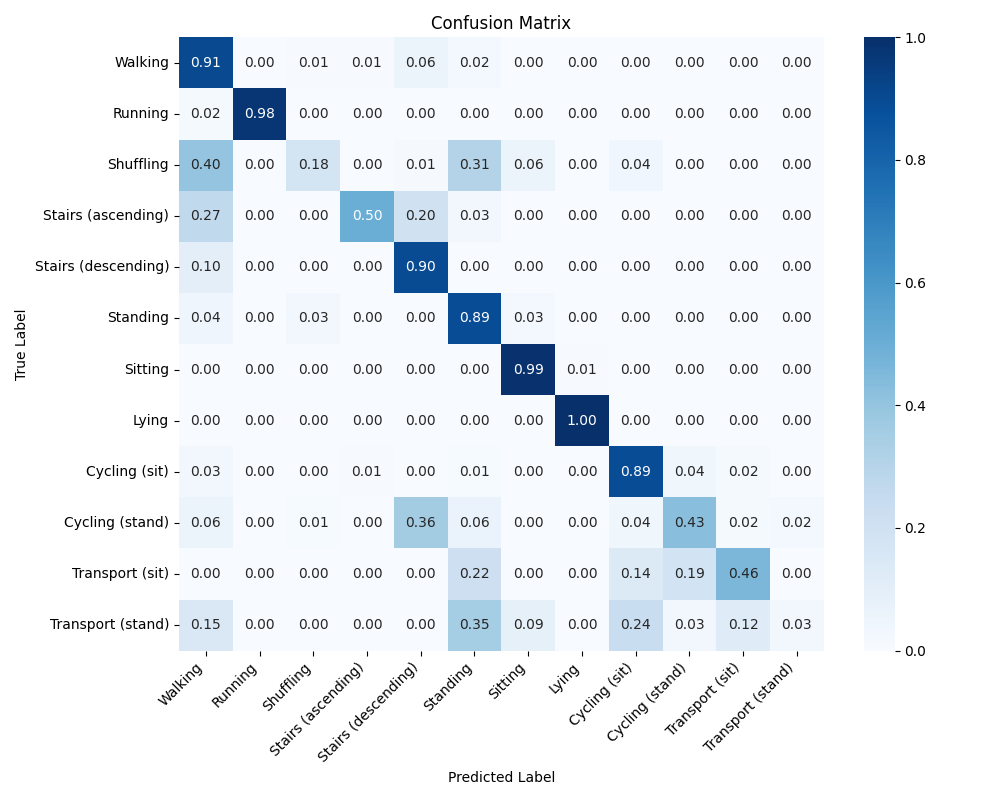 Confusion Matrix
True Label
Walking 0.91 0.00 0.01 0.01 0.06 0.02 0.00 0.00 0.00 0.00 0.00 0.00
Running 0.02 0.98 0.00 0.00 0.00 0.00 0.00 0.00 0.00 0.00 0.00 0.00
Shuffling 0.40 0.00 0.18 0.00 0.01 0.31 0.06 0.00 0.04 0.00 0.00 0.00
Stairs (ascending) 0.27 0.00 0.00 0.50 0.20 0.03 0.00 0.00 0.00 0.00 0.00 0.00
Stairs (descending) 0.10 0.00 0.00 0.00 0.90 0.00 0.00 0.00 0.00 0.00 0.00 0.00
Standing 0.04 0.00 0.03 0.00 0.00 0.89 0.03 0.00 0.00 0.00 0.00 0.00
Sitting 0.00 0.00 0.00 0.00 0.00 0.00 0.99 0.01 0.00 0.00 0.00 0.00
Lying 0.00 0.00 0.00 0.00 0.00 0.00 0.00 1.00 0.00 0.00 0.00 0.00
Cycling (sit) 0.03 0.00 0.00 0.01 0.00 0.01 0.00 0.00 0.89 0.04 0.02 0.00
Cycling (stand) 0.06 0.00 0.01 0.00 0.36 0.06 0.00 0.00 0.04 0.43 0.02 0.02
Transport (sit) 0.00 0.00 0.00 0.00 0.00 0.22 0.00 0.00 0.14 0.19 0.46 0.00
Transport (stand) 0.15 0.00 0.00 0.00 0.00 0.35 0.09 0.00 0.24 0.03 0.12 0.03
Walking
Running
Shuffling
Stairs (ascending)
Stairs (descending)
Standing
Sitting
Lying
Cycling (sit)
Cycling (stand)
Transport (sit)
Transport (stand)
Predicted Label
1.0
0.8
0.6
0.4
0.2
0.0